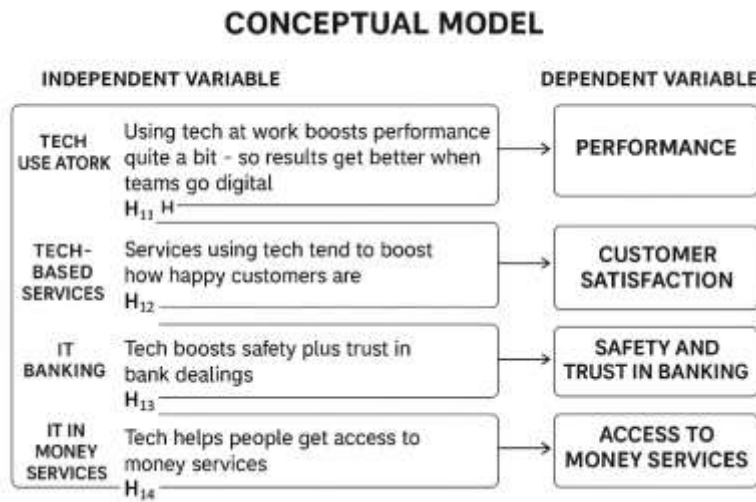 CONCEPTUAL MODEL
INDEPENDENT VARIABLE
DEPENDENT VARIABLE
TECH
USE ATORK
Using tech at work boosts performance
quite a bit - so results get better when
teams go digital
H₁₁ H
PERFORMANCE
TECH-
BASED
SERVICES
Services using tech tend to boost
how happy customers are
H₁₂
CUSTOMER
SATISFACTION
IT
BANKING
Tech boosts safety plus trust in
bank dealings
H₁₃
SAFETY AND
TRUST IN BANKING
IT IN
MONEY
SERVICES
Tech helps people get access to
money services
H₁₄
ACCESS TO
MONEY SERVICES